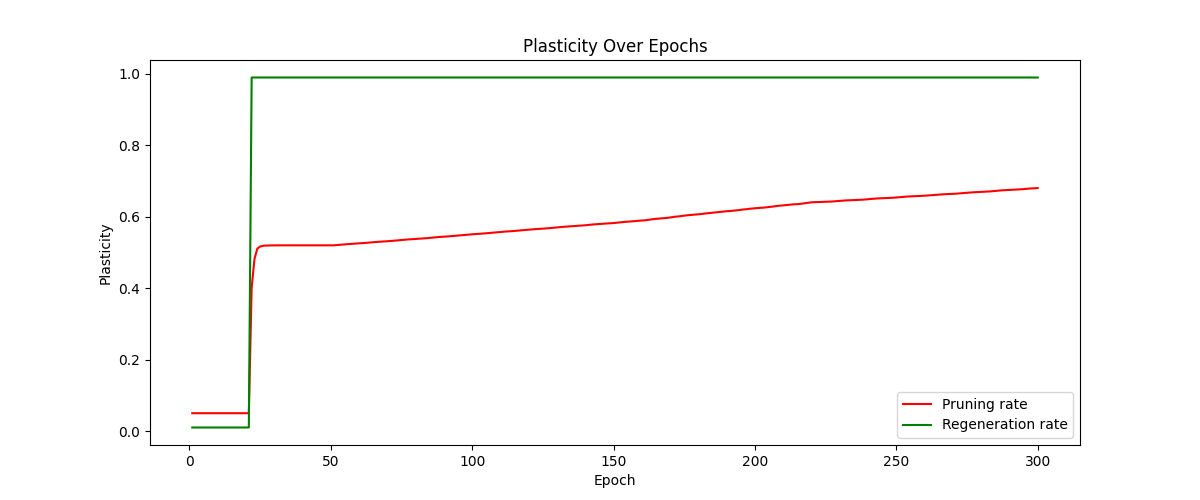 Plasticity Over Epochs
Plasticity
1.0
0.8
0.6
0.4
0.2
0.0
0
50
100
150
200
250
300
Epoch
Pruning rate
Regeneration rate